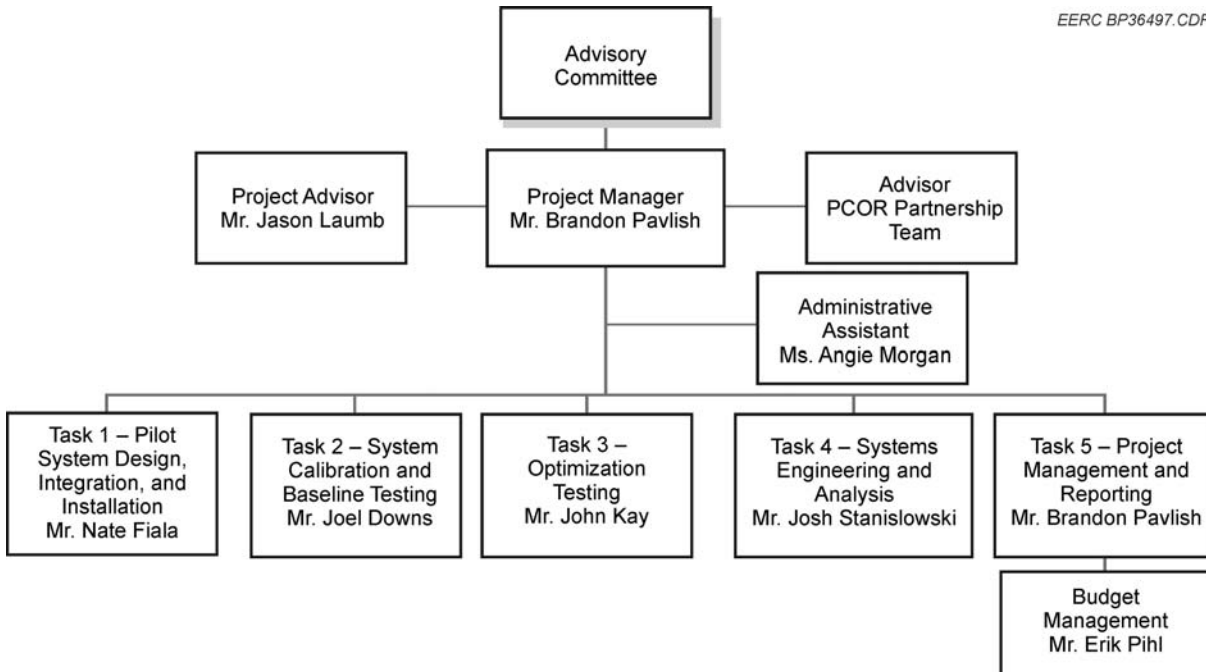 EERC BP36497.CDR
Advisory
Committee
Project Advisor
Mr. Jason Laumb
Project Manager
Mr. Brandon Pavlish
Advisor
PCOR Partnership
Team
Administrative
Assistant
Ms. Angie Morgan
Task 1 – Pilot
System Design,
Integration, and
Installation
Mr. Nate Fiala
Task 2 – System
Calibration and
Baseline Testing
Mr. Joel Downs
Task 3 –
Optimization
Testing
Mr. John Kay
Task 4 – Systems
Engineering and
Analysis
Mr. Josh Stanislowski
Task 5 – Project
Management and
Reporting
Mr. Brandon Pavlish
Budget
Management
Mr. Erik Pihl